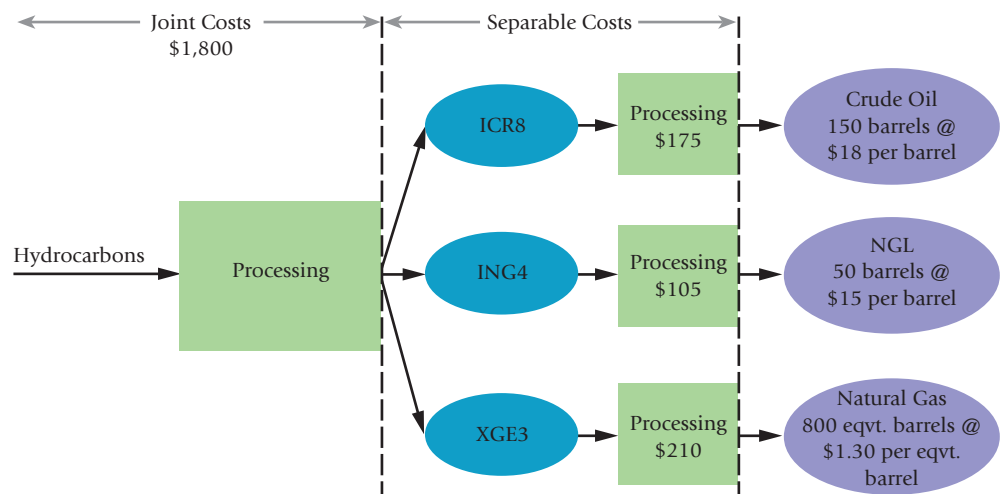 Joint Costs
$1,800
Separable Costs
Hydrocarbons
Processing
ICR8
Processing
$175
Crude Oil
150 barrels @
$18 per barrel
ING4
Processing
$105
NGL
50 barrels @
$15 per barrel
XGE3
Processing
$210
Natural Gas
800 eqvt. barrels @
$1.30 per eqvt.
barrel